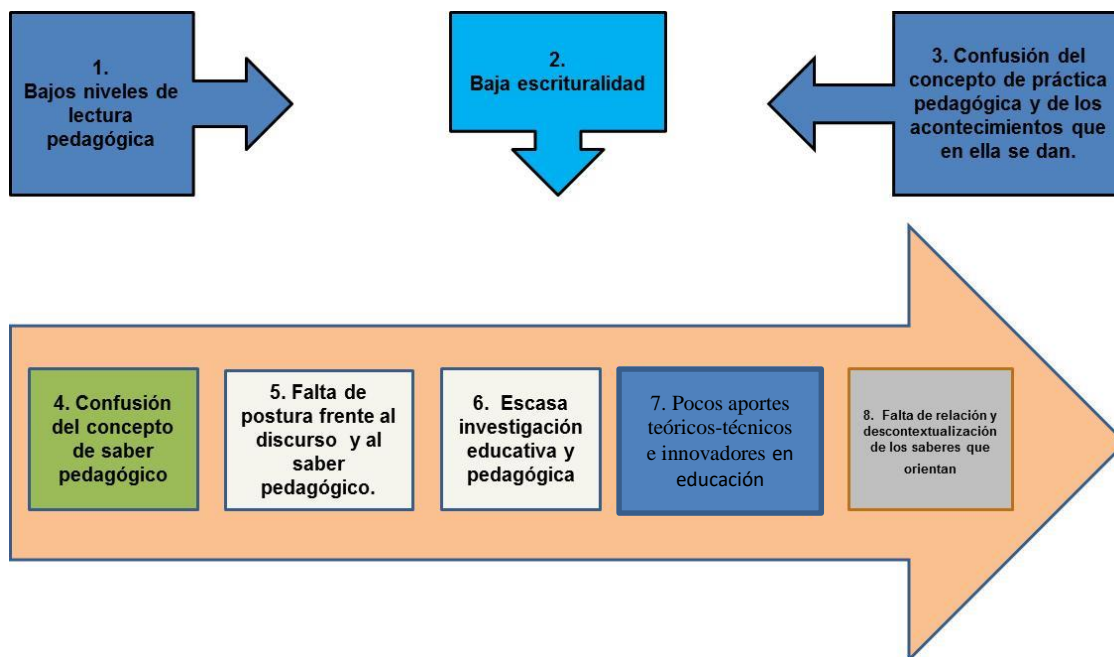 1.
Bajos niveles de
lectura
pedagógica
2.
Baja escrituralidad
3. Confusión del
concepto de práctica
pedagógica y de los
acontecimientos que
en ella se dan.
4. Confusión
del concepto
de saber
pedagógico
5. Falta de
postura frente al
discurso y al
saber
pedagógico.
6. Escasa
investigación
educativa y
pedagógica
7. Pocos aportes
teóricos-técnicos
e innovadores en
educación
8. Falta de relación y
descontextualización
de los saberes que
orientan